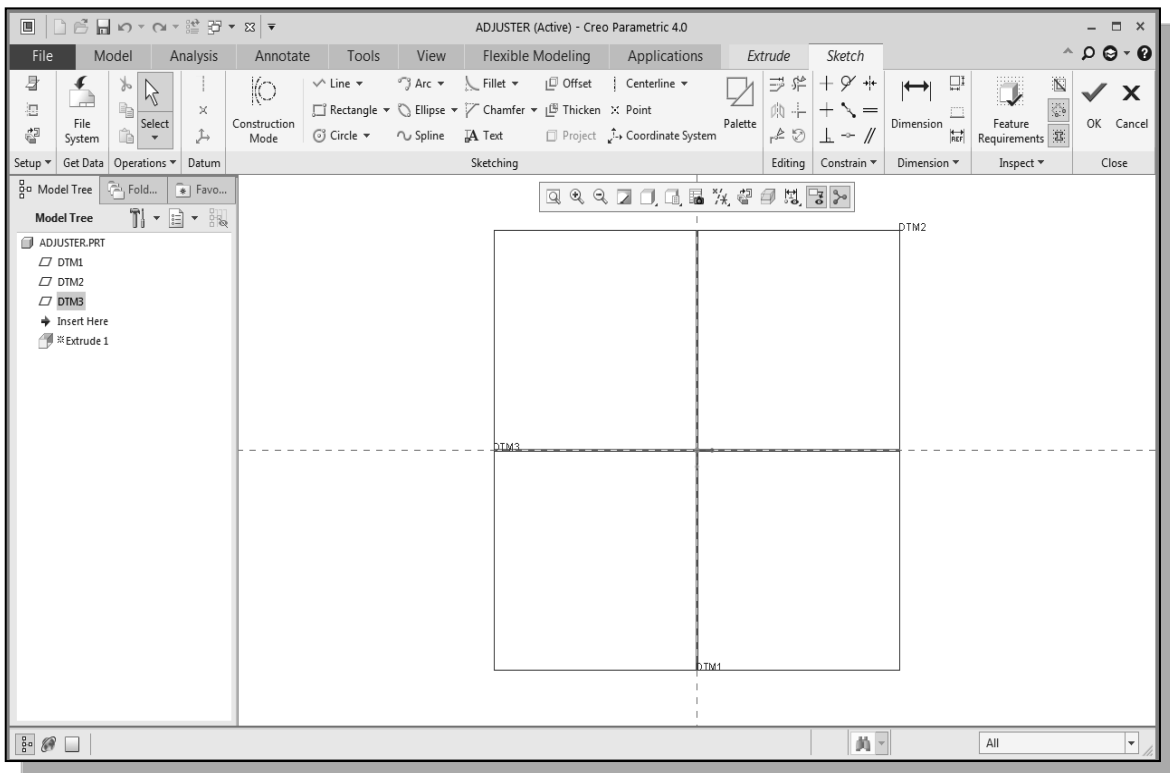 ADJUSTER (Active) - Creo Parametric 4.0
File Model Analysis Annotate Tools View Flexible Modeling Applications Extrude Sketch
Line Arc Fillet Offset Centerline
Rectangle Ellipse Chamfer Thicken Point
Circle Spline Text Project Coordinate System
File System
Select
Construction Mode
Palette
Dimension
REF
Feature Requirements
OK Cancel
Setup Get Data Operations Datum Sketching Editing Constrain Dimension Inspect Close
Model Tree Fold... Favo...
Model Tree
ADJUSTER.PRT
DTM1
DTM2
DTM3
Insert Here
Extrude 1
DTM2
DTM3
DTM1
All